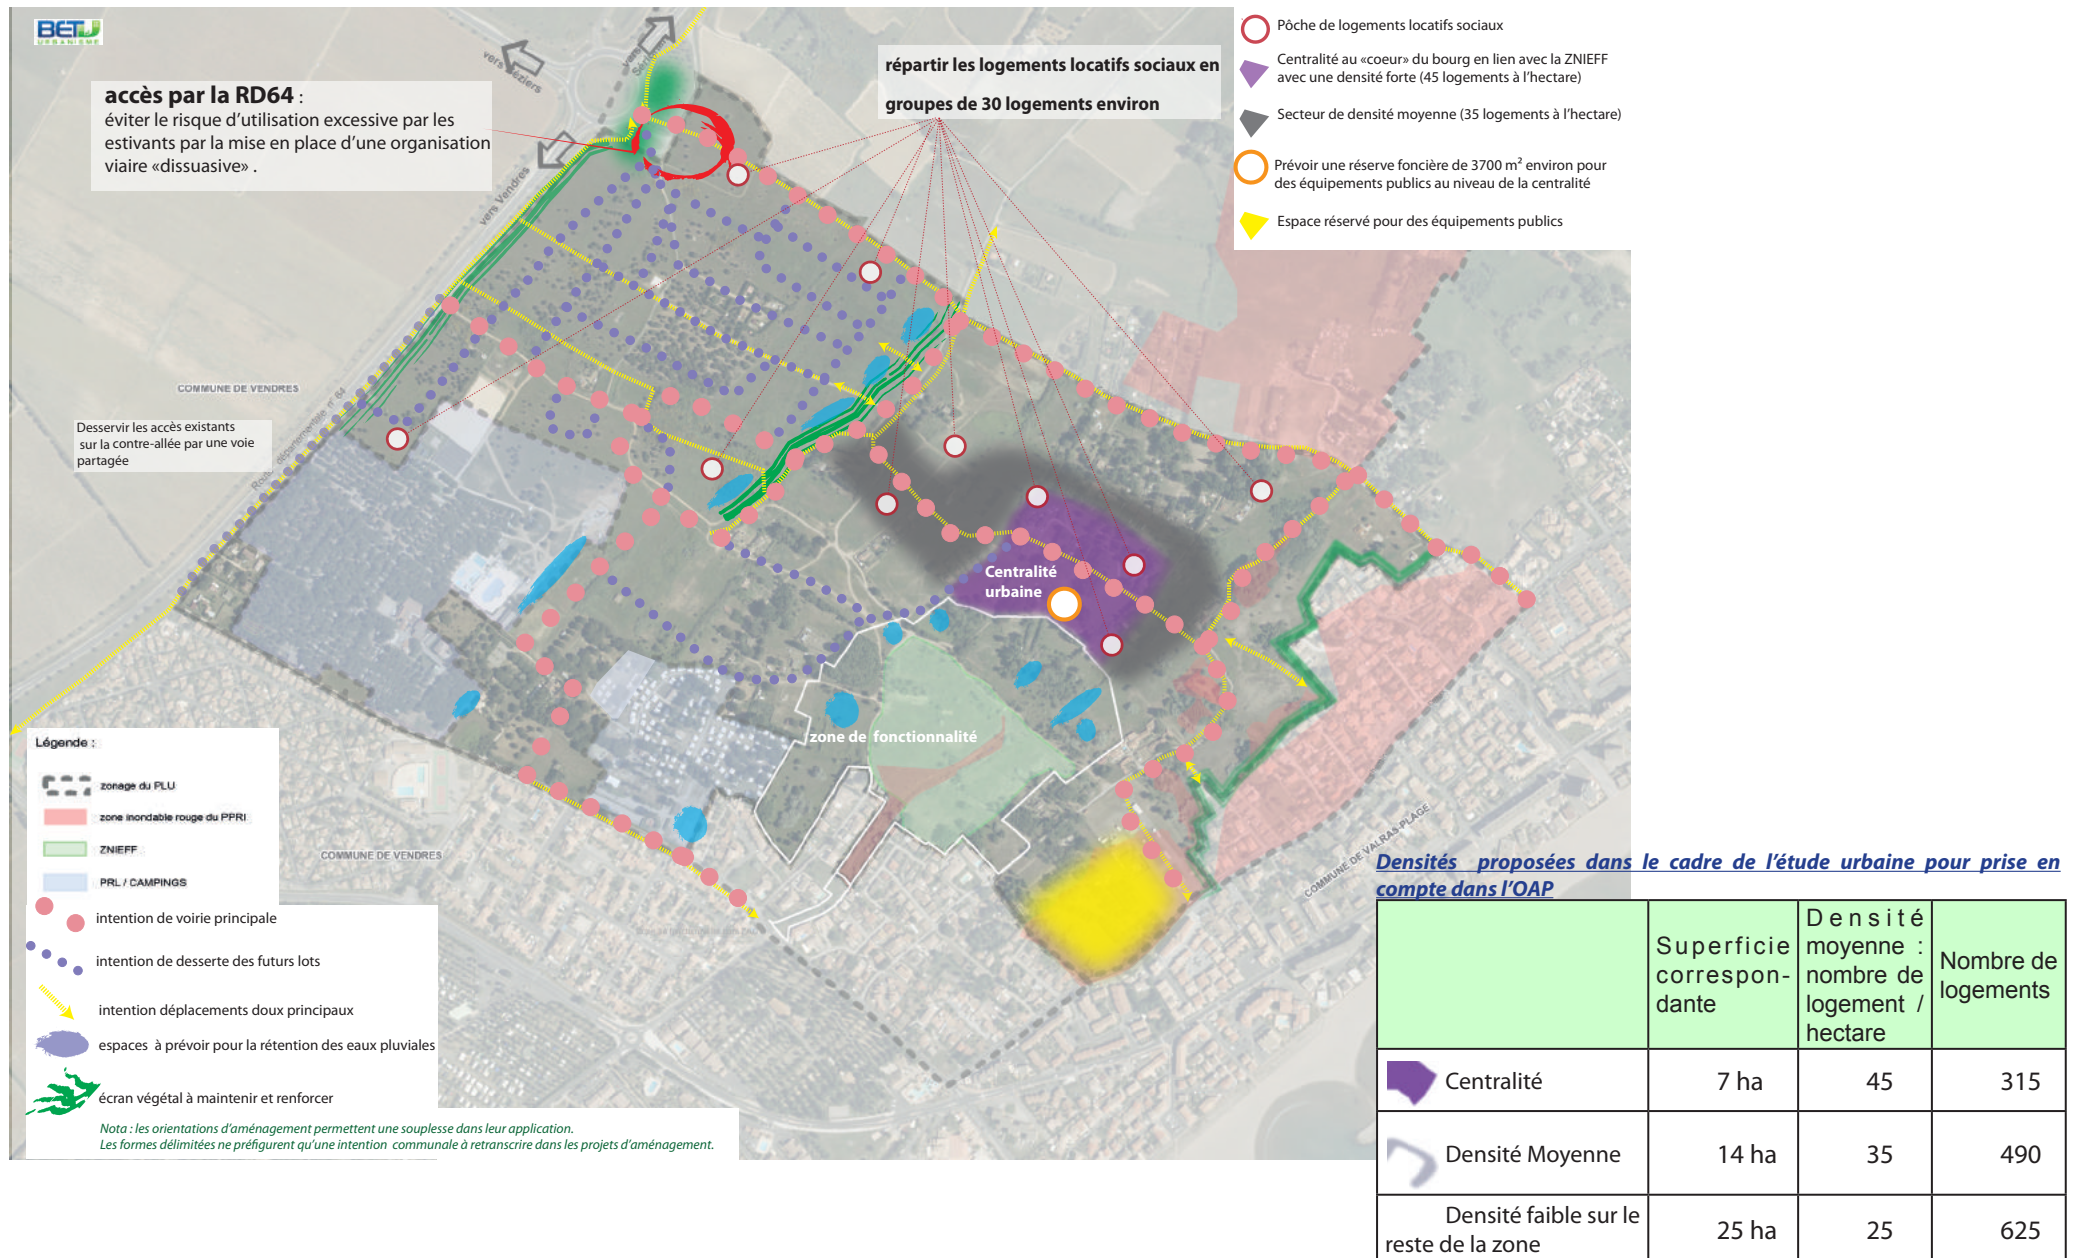 BETU
URBANISME
vers Béziers
vers
accès par la RD64 :
éviter le risque d'utilisation excessive par les
estivants par la mise en place d'une organisation
viaire «dissuasive» .
répartir les logements locatifs sociaux en
groupes de 30 logements environ
Pôche de logements locatifs sociaux
Centralité au «coeur» du bourg en lien avec la ZNIEFF
avec une densité forte (45 logements à l'hectare)
Secteur de densité moyenne (35 logements à l'hectare)
Prévoir une réserve foncière de 3700 m² environ pour
des équipements publics au niveau de la centralité
Espace réservé pour des équipements publics
vers Vendres
COMMUNE DE VENDRES
Route départementale n° 64
Desservir les accès existants
sur la contre-allée par une voie
partagée
Centralité
urbaine
zone de fonctionnalité
Légende :
zonage du PLU
zone inondable rouge du PPRI
ZNIEFF
PRL / CAMPINGS
intention de voirie principale
intention de desserte des futurs lots
intention déplacements doux principaux
espaces à prévoir pour la rétention des eaux pluviales
écran végétal à maintenir et renforcer
Nota : les orientations d'aménagement permettent une souplesse dans leur application.
Les formes délimitées ne préfigurent qu'une intention communale à retranscrire dans les projets d'aménagement.
COMMUNE DE VENDRES
COMMUNE DE VALRAS-PLAGE
Densités proposées dans le cadre de l'étude urbaine pour prise en
compte dans l'OAP
Superficie
correspon-
dante
Densité
moyenne :
nombre de
logement /
hectare
Nombre de
logements
Centralité 7 ha 45 315
Densité Moyenne 14 ha 35 490
Densité faible sur le
reste de la zone 25 ha 25 625